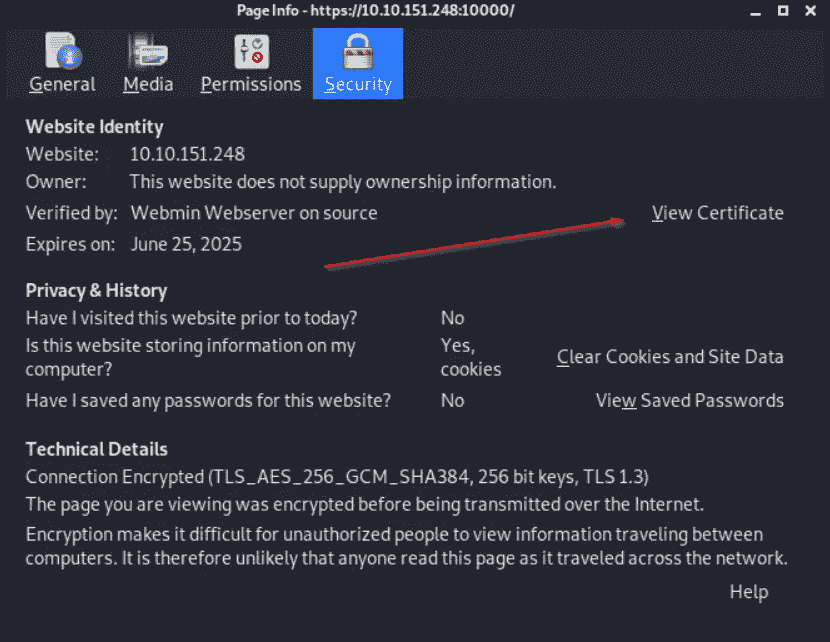 Page Info - https://10.10.151.248:10000/
General Media Permissions Security
Website Identity
Website: 10.10.151.248
Owner: This website does not supply ownership information.
Verified by: Webmin Webserver on source View Certificate
Expires on: June 25, 2025
Privacy & History
Have I visited this website prior to today? No
Is this website storing information on my computer? Yes, cookies Clear Cookies and Site Data
Have I saved any passwords for this website? No View Saved Passwords
Technical Details
Connection Encrypted (TLS_AES_256_GCM_SHA384, 256 bit keys, TLS 1.3)
The page you are viewing was encrypted before being transmitted over the Internet.
Encryption makes it difficult for unauthorized people to view information traveling between
computers. It is therefore unlikely that anyone read this page as it traveled across the network.
Help